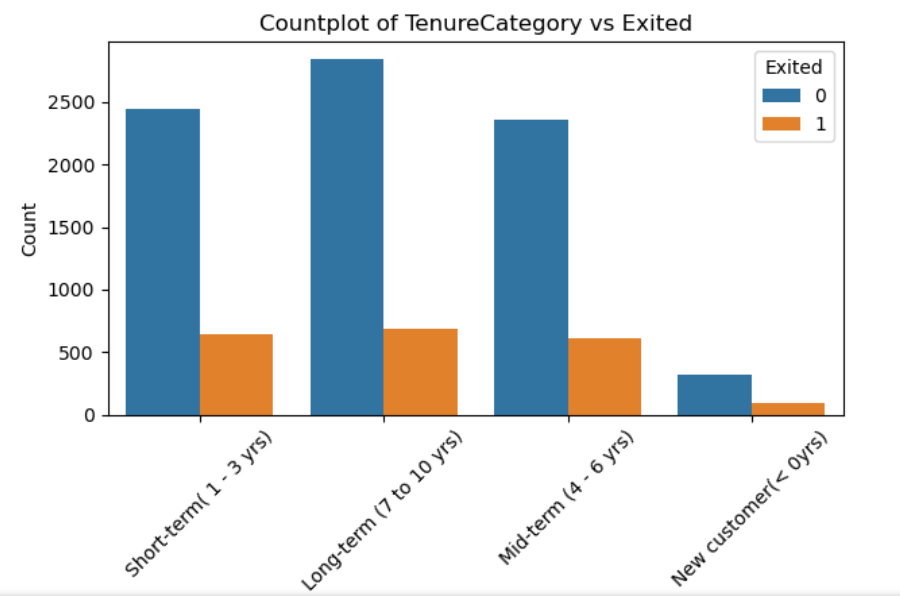 Countplot of TenureCategory vs Exited
Exited
0
1
Count
2500
2000
1500
1000
500
0
Short-term( 1 - 3 yrs)
Long-term (7 to 10 yrs)
Mid-term (4 - 6 yrs)
New customer(< 0yrs)